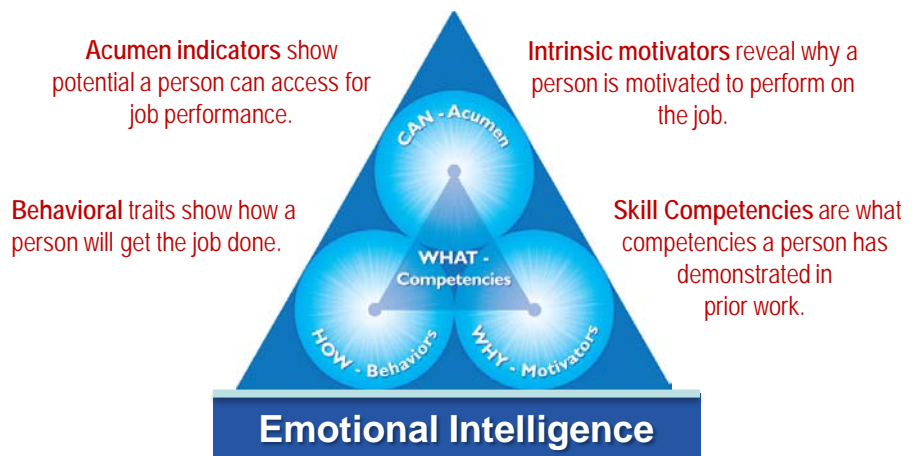 Acumen indicators show
potential a person can access for
job performance.
Intrinsic motivators reveal why a
person is motivated to perform on
the job.
CAN - Acumen
Behavioral traits show how a
person will get the job done.
Skill Competencies are what
competencies a person has
demonstrated in
prior work.
WHAT -
Competencies
HOW - Behaviors
WHY - Motivators
Emotional Intelligence